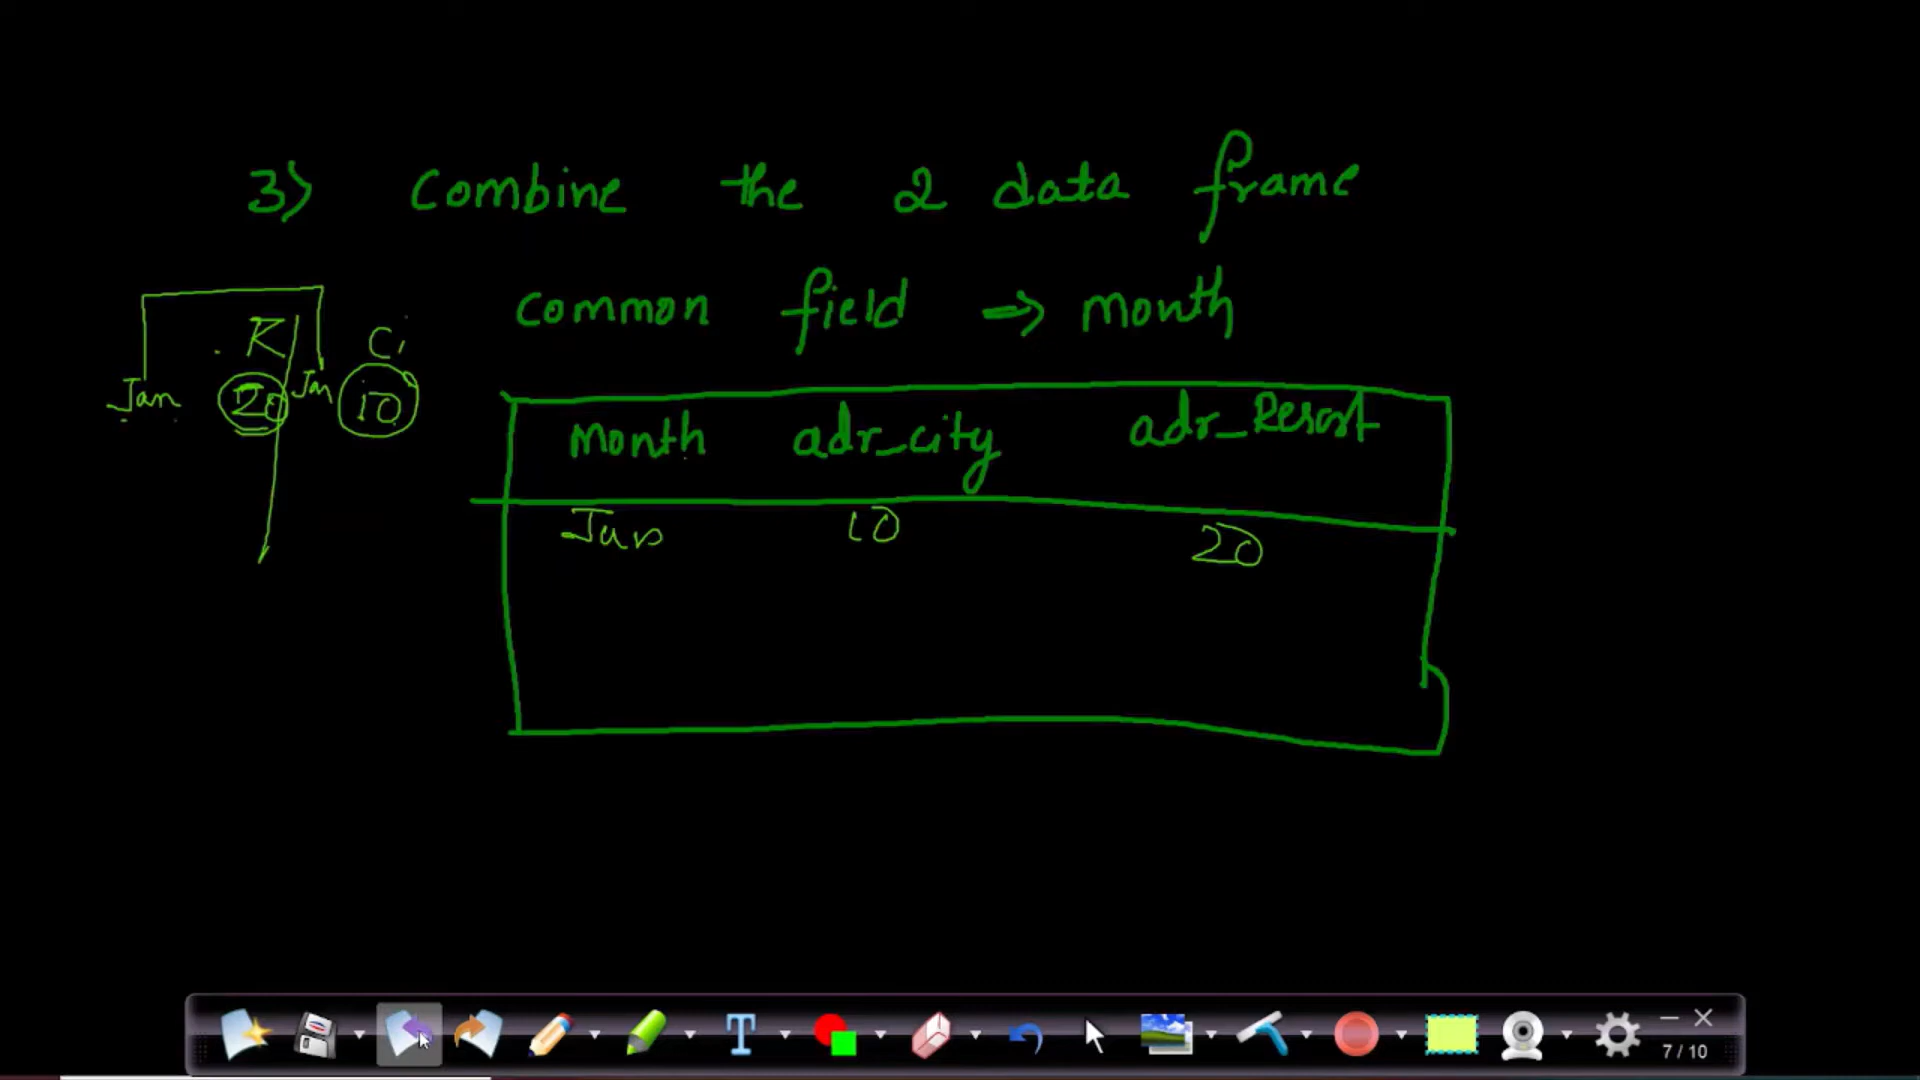 3) Combine the 2 data frame
common field => month
K Ci
Jan 20 Jan 10
month adr_city adr_Resort
Jan 10 20
T
7 / 10